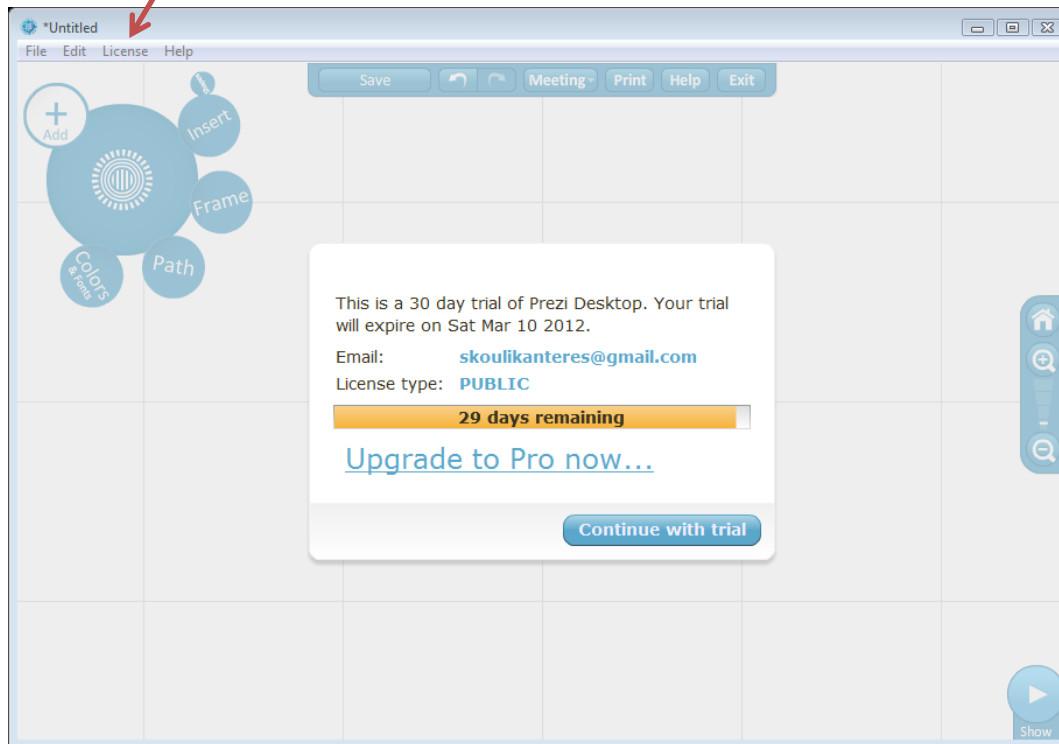 *Untitled
File Edit License Help
Save Meeting Print Help Exit
Add
Insert
Frame
Path
Colors
& Fonts
This is a 30 day trial of Prezi Desktop. Your trial
will expire on Sat Mar 10 2012.
Email: skoulikanteres@gmail.com
License type: PUBLIC
29 days remaining
Upgrade to Pro now...
Continue with trial
Show